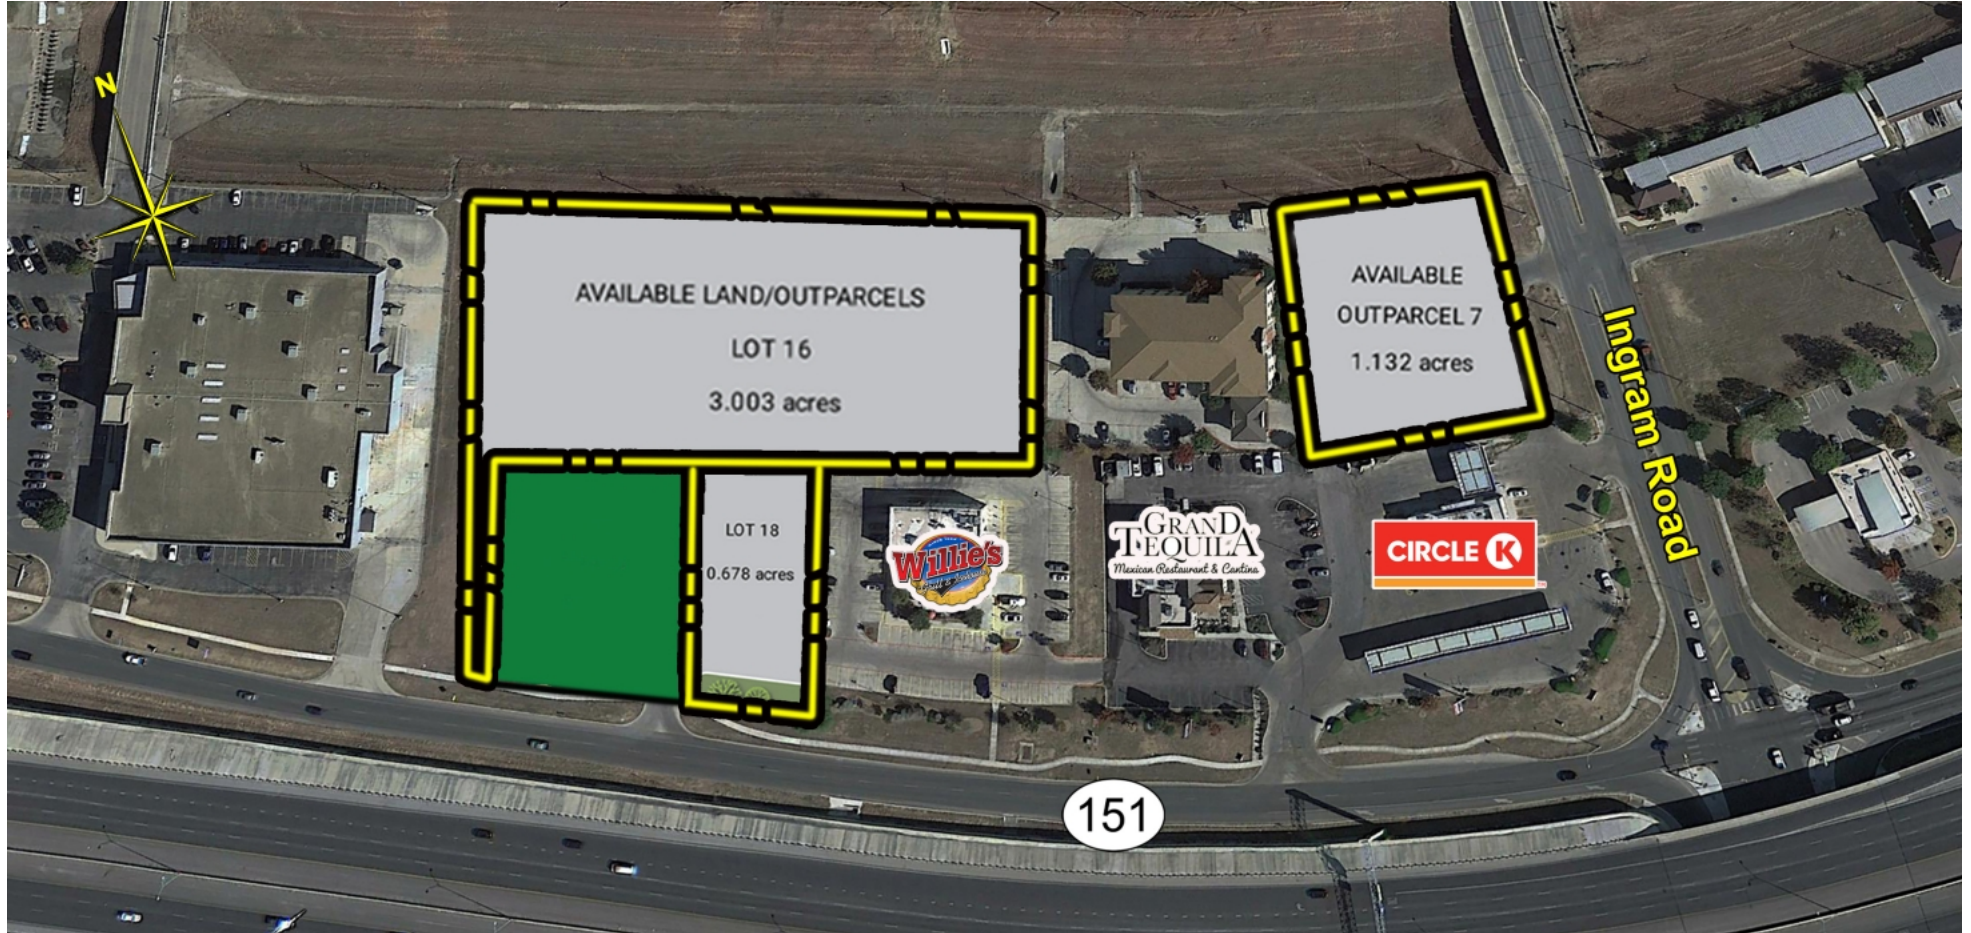 N
AVAILABLE LAND/OUTPARCELS
LOT 16
3.003 acres
AVAILABLE
OUTPARCEL 7
1.132 acres
Ingram Road
LOT 18
0.678 acres
Willie's
GRAND
TEQUILA
Mexican Restaurant & Cantina
CIRCLE K
151